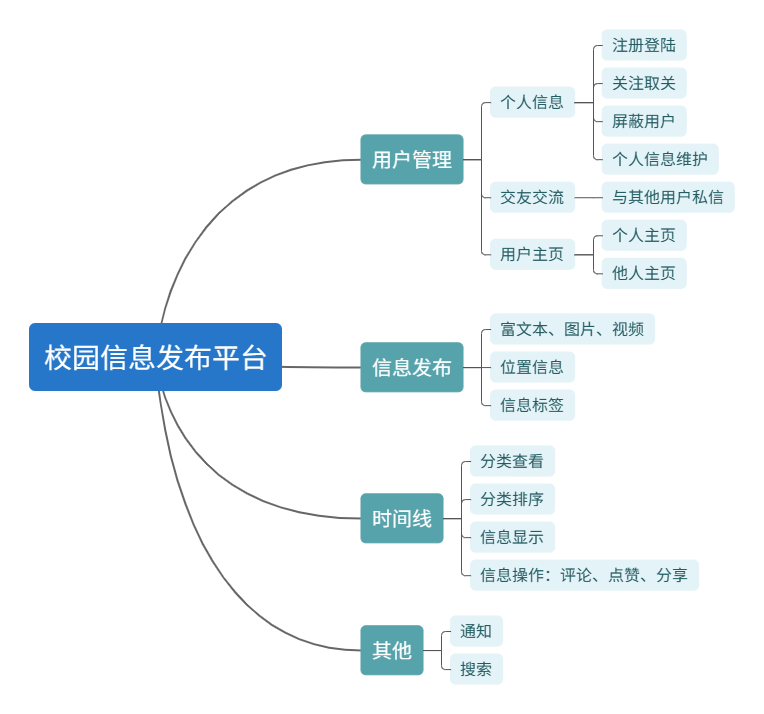 校园信息发布平台
用户管理
个人信息
注册登陆
关注取关
屏蔽用户
个人信息维护
交友交流
与其他用户私信
用户主页
个人主页
他人主页
信息发布
富文本、图片、视频
位置信息
信息标签
时间线
分类查看
分类排序
信息显示
信息操作：评论、点赞、分享
其他
通知
搜索